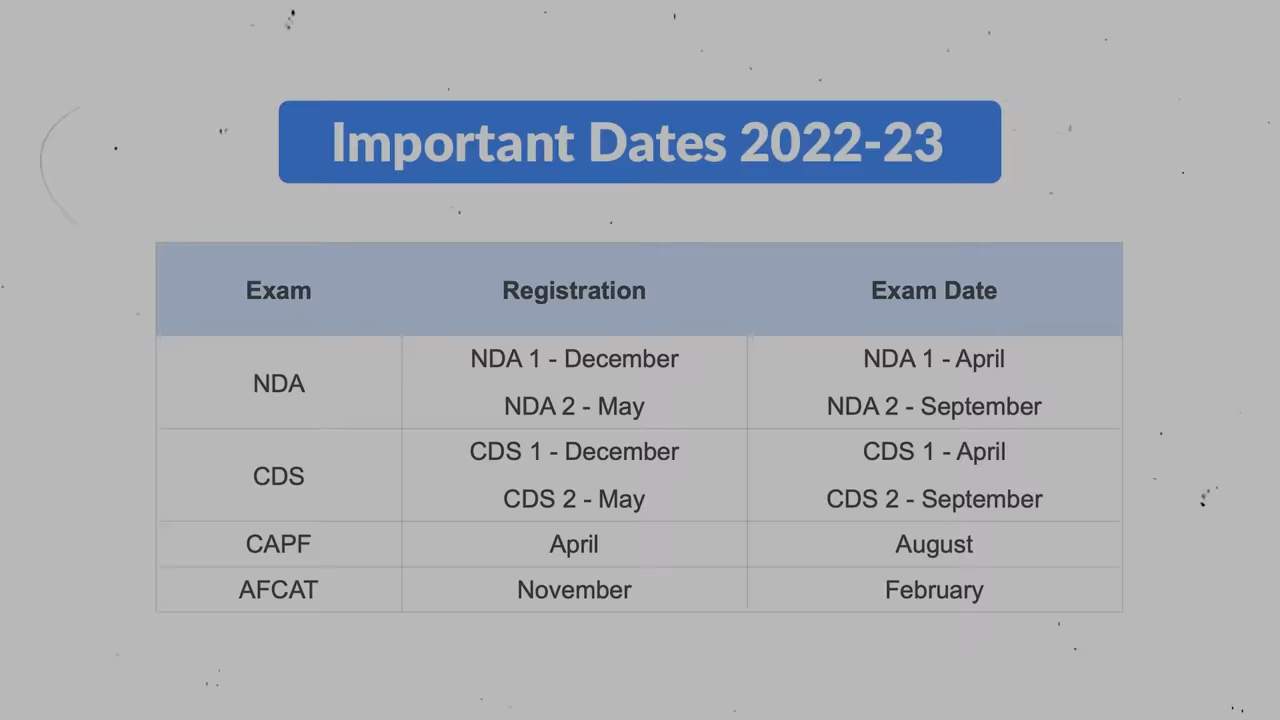 Important Dates 2022-23
Exam Registration Exam Date
NDA
NDA 1 - December
NDA 2 - May
NDA 1 - April
NDA 2 - September
CDS
CDS 1 - December
CDS 2 - May
CDS 1 - April
CDS 2 - September
CAPF April August
AFCAT November February